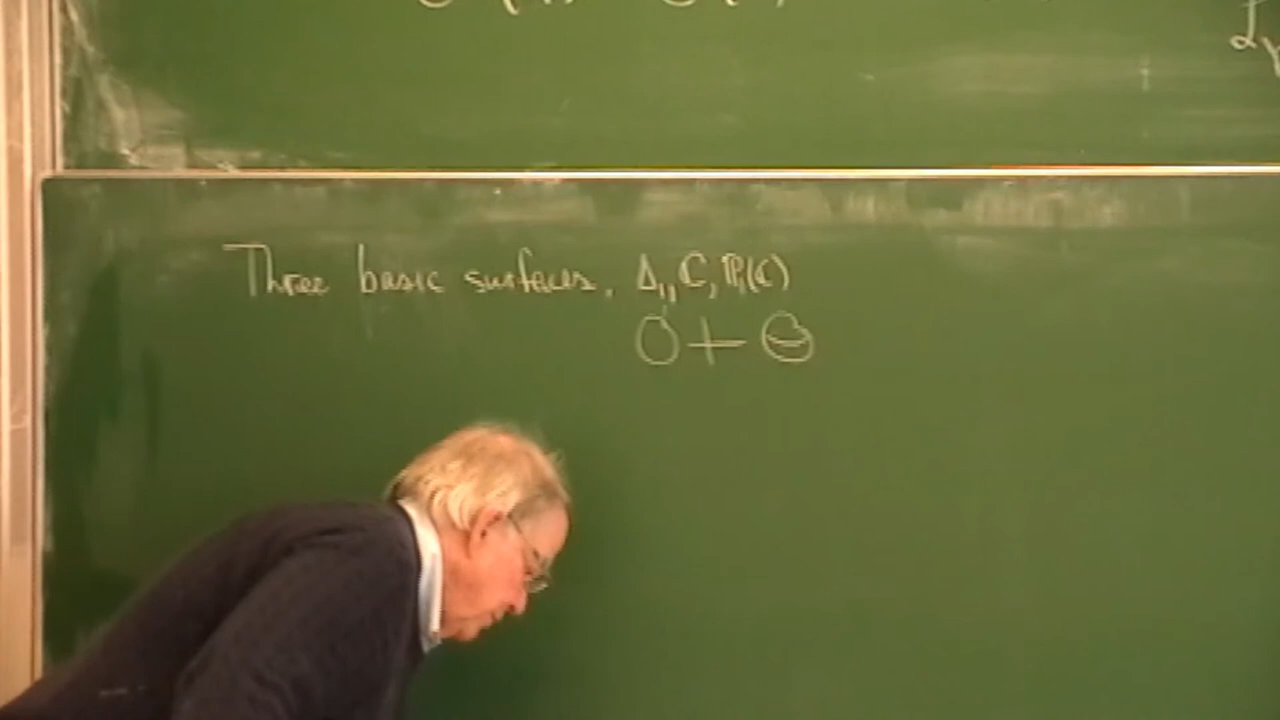 Three basic surfaces, Δ₁, ℂ, ℙ₁(ℂ)